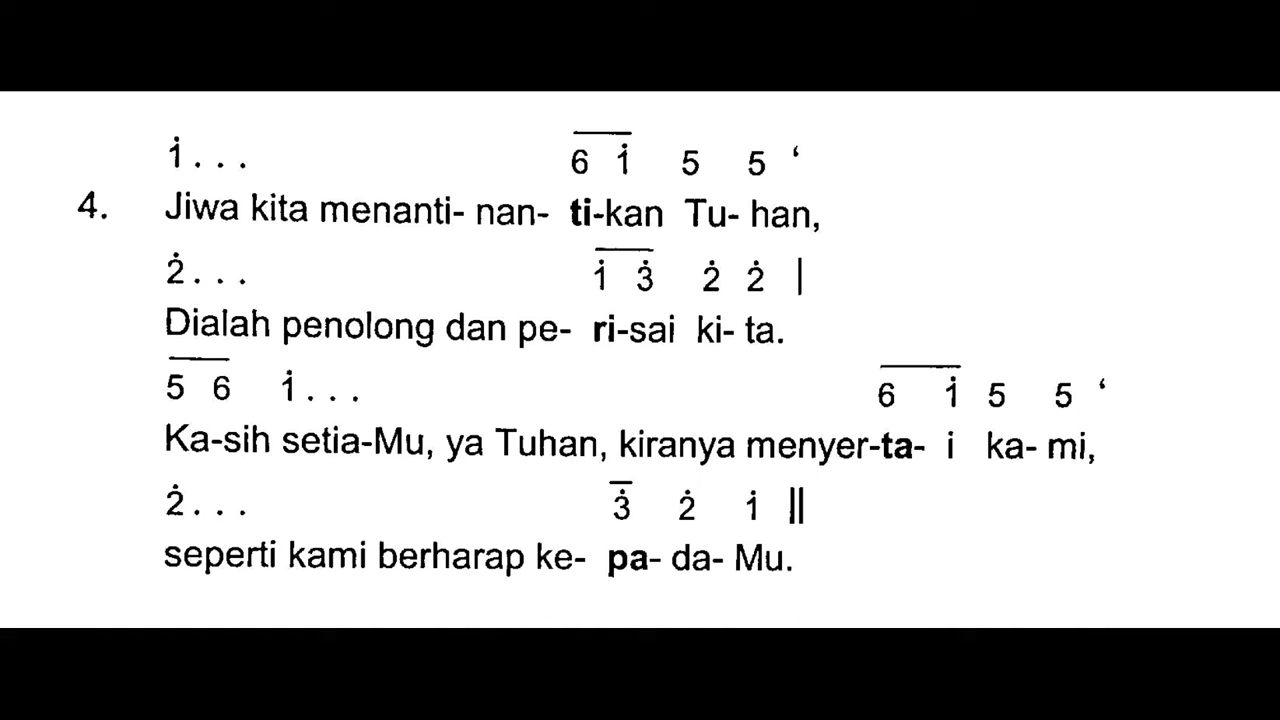 1̇ . . . 6 1̇ 5 5 ‘
4. Jiwa kita menanti- nan- ti-kan Tu- han,
2̇ . . . 1̇ 3̇ 2̇ 2̇ |
Dialah penolong dan pe- ri-sai ki- ta.
5 6 1̇ . . . 6 1̇ 5 5 ‘
Ka-sih setia-Mu, ya Tuhan, kiranya menyer-ta- i ka- mi,
2̇ . . . 3̇ 2̇ 1̇ ||
seperti kami berharap ke- pa- da- Mu.